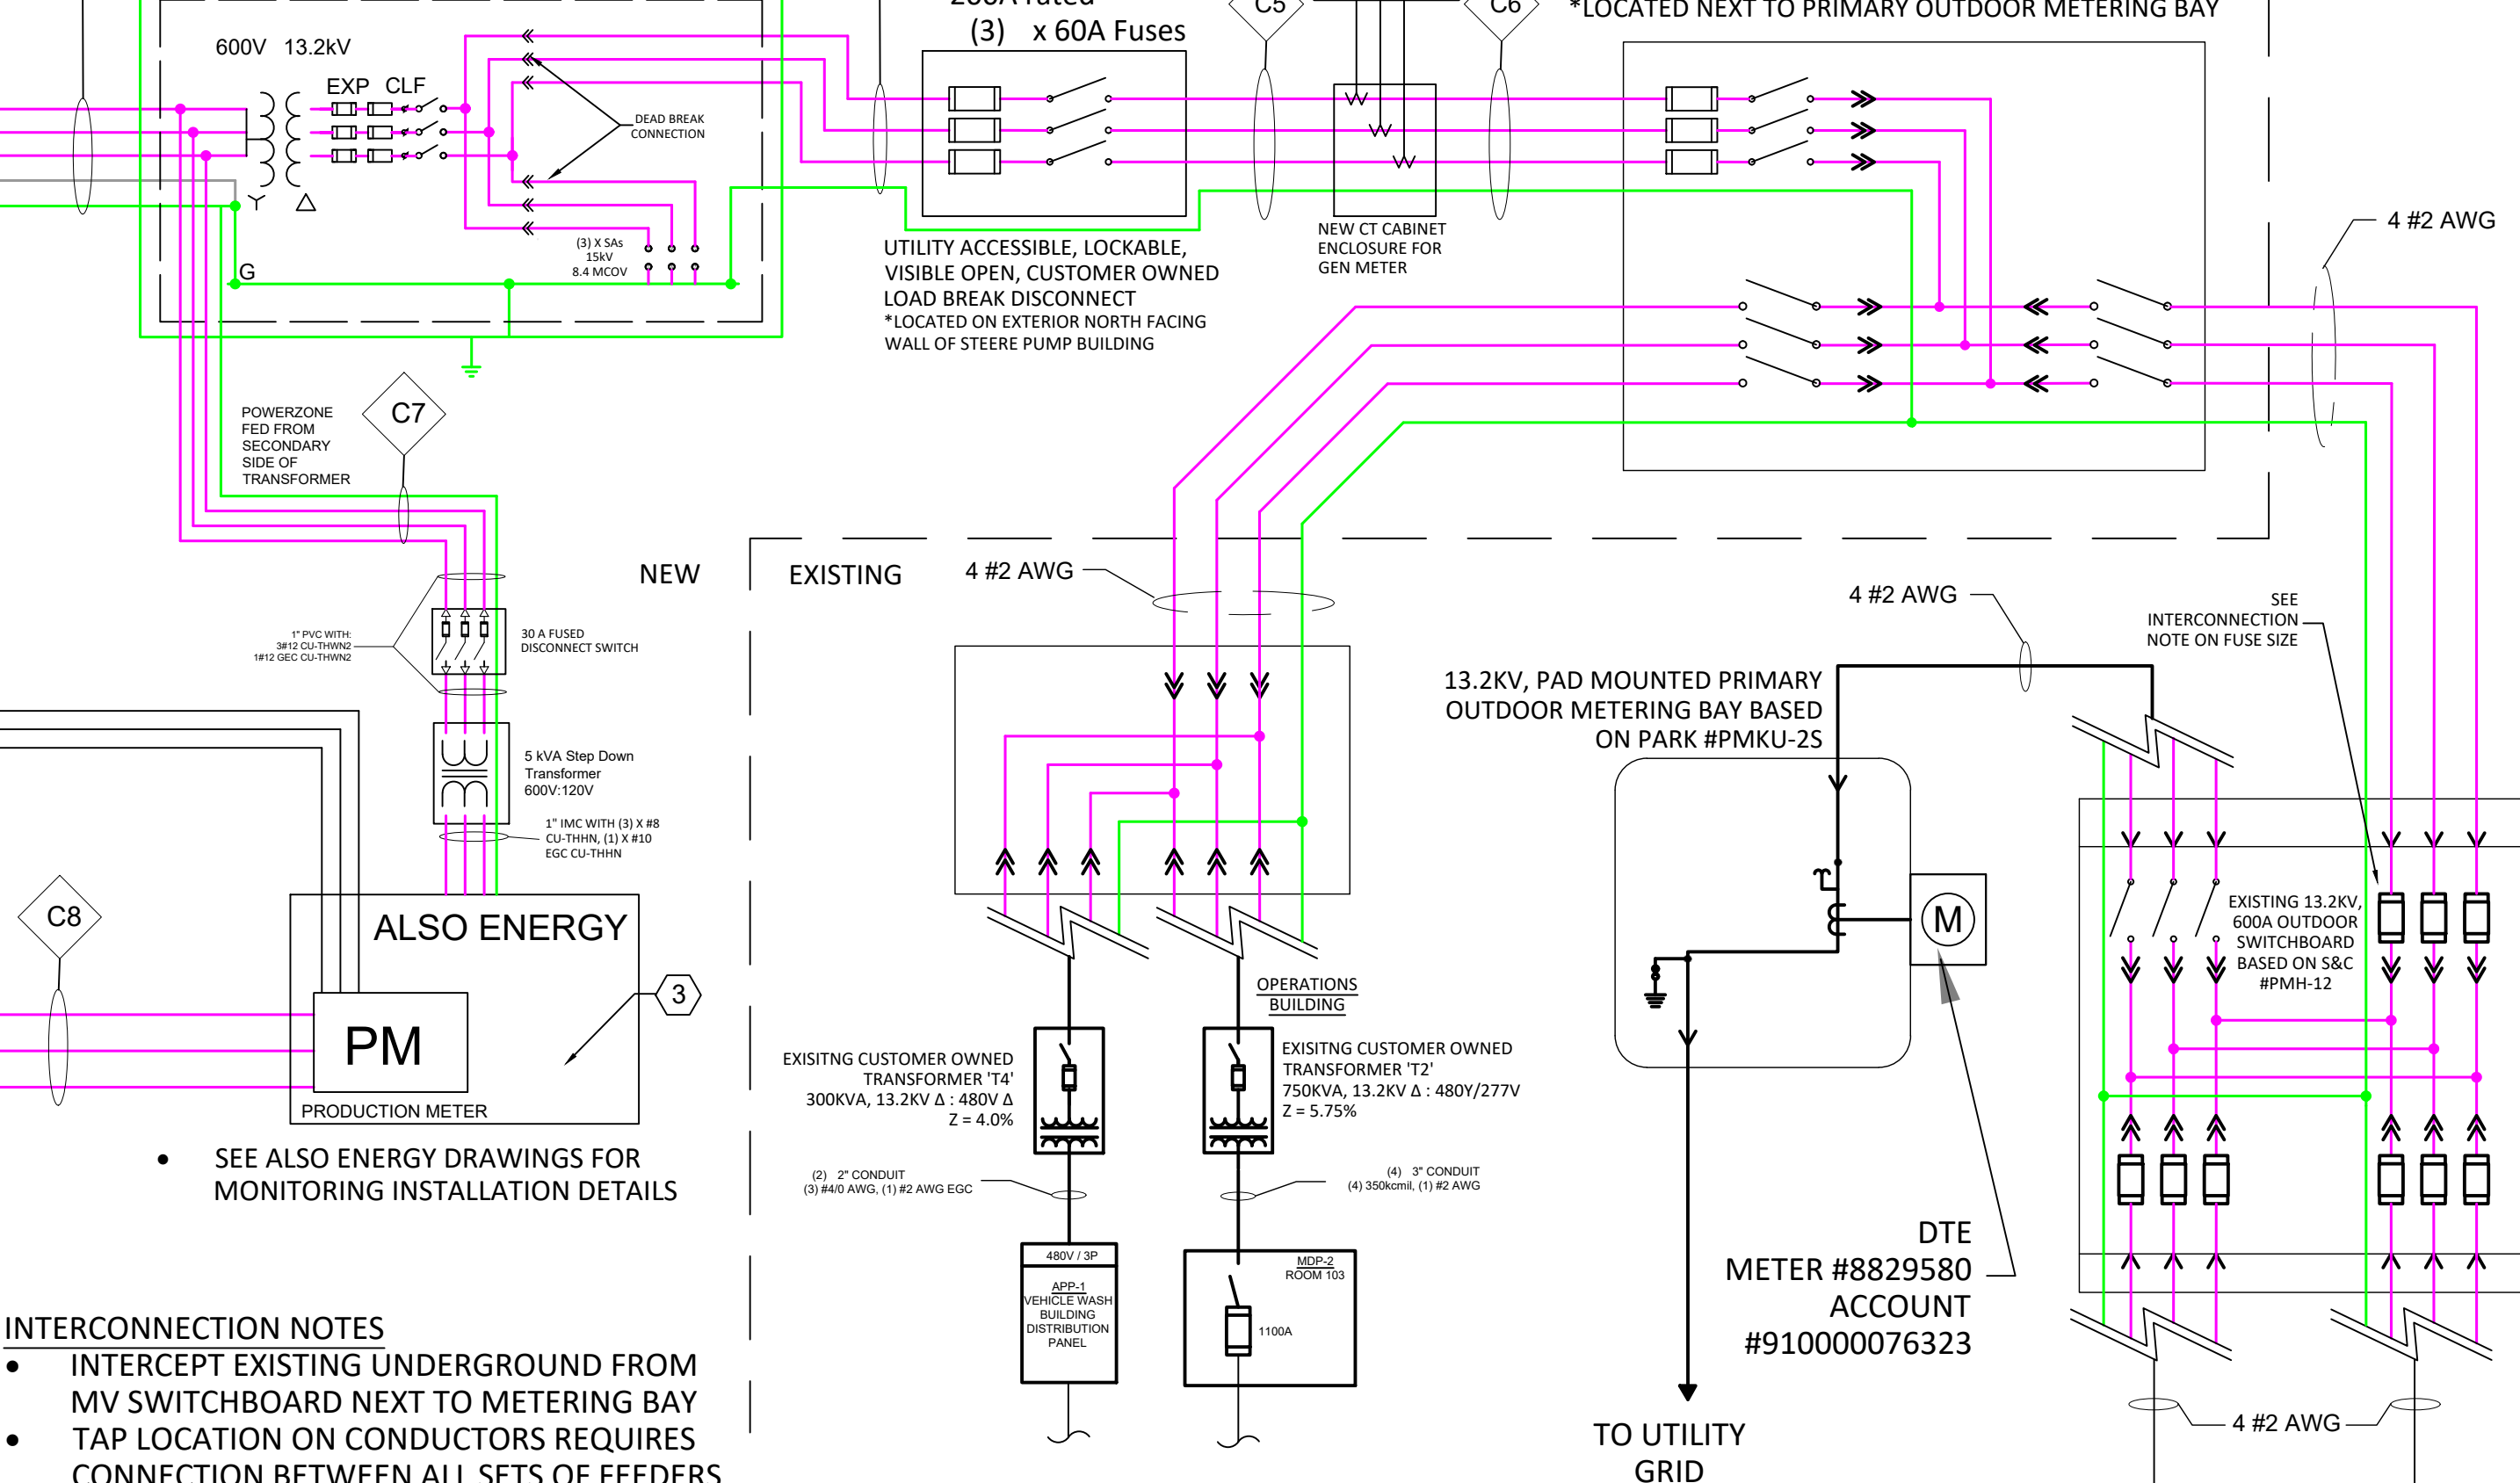 200A rated
(3) x 60A Fuses
C5
C6
*LOCATED NEXT TO PRIMARY OUTDOOR METERING BAY
600V 13.2kV
EXP CLF
DEAD BREAK
CONNECTION
(3) X SAs
15kV
8.4 MCOV
G
UTILITY ACCESSIBLE, LOCKABLE,
VISIBLE OPEN, CUSTOMER OWNED
LOAD BREAK DISCONNECT
*LOCATED ON EXTERIOR NORTH FACING
WALL OF STEERE PUMP BUILDING
NEW CT CABINET
ENCLOSURE FOR
GEN METER
4 #2 AWG
POWERZONE
FED FROM
SECONDARY
SIDE OF
TRANSFORMER
C7
NEW
EXISTING
4 #2 AWG
4 #2 AWG
SEE
INTERCONNECTION
NOTE ON FUSE SIZE
1" PVC WITH:
3#12 CU-THWN2
1#12 GEC CU-THWN2
30 A FUSED
DISCONNECT SWITCH
13.2KV, PAD MOUNTED PRIMARY
OUTDOOR METERING BAY BASED
ON PARK #PMKU-2S
5 kVA Step Down
Transformer
600V:120V
1" IMC WITH (3) X #8
CU-THHN, (1) X #10
EGC CU-THHN
C8
ALSO ENERGY
3
PM
PRODUCTION METER
• SEE ALSO ENERGY DRAWINGS FOR
MONITORING INSTALLATION DETAILS
M
EXISTING 13.2KV,
600A OUTDOOR
SWITCHBOARD
BASED ON S&C
#PMH-12
OPERATIONS
BUILDING
EXISITNG CUSTOMER OWNED
TRANSFORMER 'T4'
300KVA, 13.2KV Δ : 480V Δ
Z = 4.0%
EXISITNG CUSTOMER OWNED
TRANSFORMER 'T2'
750KVA, 13.2KV Δ : 480Y/277V
Z = 5.75%
(2) 2" CONDUIT
(3) #4/0 AWG, (1) #2 AWG EGC
(4) 3" CONDUIT
(4) 350kcmil, (1) #2 AWG
480V / 3P
APP-1
VEHICLE WASH
BUILDING
DISTRIBUTION
PANEL
MDP-2
ROOM 103
1100A
DTE
METER #8829580
ACCOUNT
#910000076323
TO UTILITY
GRID
4 #2 AWG
INTERCONNECTION NOTES
• INTERCEPT EXISTING UNDERGROUND FROM
MV SWITCHBOARD NEXT TO METERING BAY
• TAP LOCATION ON CONDUCTORS REQUIRES
CONNECTION BETWEEN ALL SETS OF FEEDERS